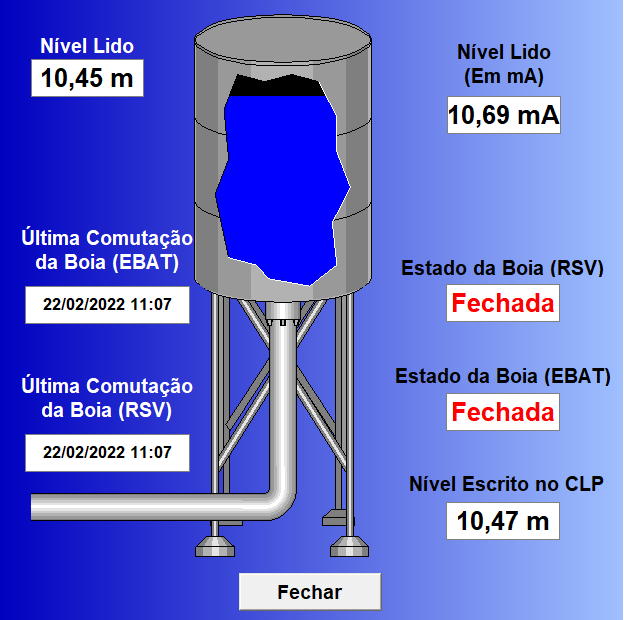 Nível Lido
10,45 m
Nível Lido
(Em mA)
10,69 mA
Última Comutação
da Boia (EBAT)
22/02/2022 11:07
Estado da Boia (RSV)
Fechada
Última Comutação
da Boia (RSV)
22/02/2022 11:07
Estado da Boia (EBAT)
Fechada
Nível Escrito no CLP
10,47 m
Fechar